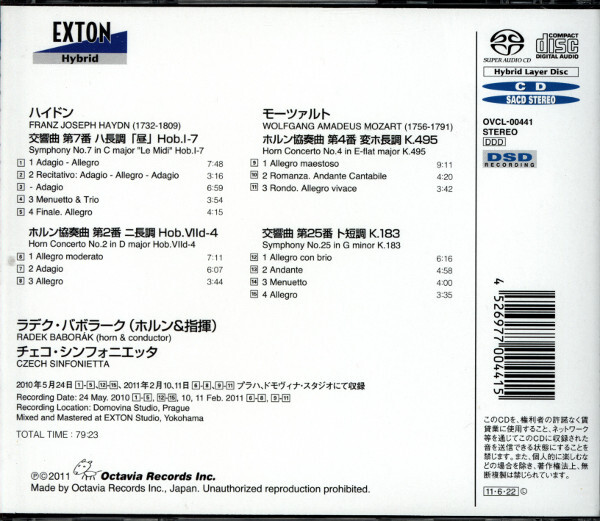 EXTON
Hybrid
SUPER AUDIO CD
COMPACT
disc
DIGITAL AUDIO
Hybrid Layer Disc
CD
SACD STEREO
OVCL-00441
STEREO
DDD
DSD
RECORDING
ハイドン
FRANZ JOSEPH HAYDN (1732-1809)
交響曲 第7番 ハ長調「昼」Hob.I-7
Symphony No.7 in C major "Le Midi" Hob.I-7
1 1 Adagio - Allegro 7:48
2 2 Recitativo: Adagio - Allegro - Adagio 3:16
3 - Adagio 6:59
4 3 Menuetto & Trio 3:54
5 4 Finale. Allegro 4:15
ホルン協奏曲 第2番 ニ長調 Hob.VIId-4
Horn Concerto No.2 in D major Hob.VIId-4
6 1 Allegro moderato 7:11
7 2 Adagio 6:07
8 3 Allegro 3:44
モーツァルト
WOLFGANG AMADEUS MOZART (1756-1791)
ホルン協奏曲 第4番 変ホ長調 K.495
Horn Concerto No.4 in E-flat major K.495
9 1 Allegro maestoso 9:11
10 2 Romanza. Andante Cantabile 4:20
11 3 Rondo. Allegro vivace 3:42
交響曲 第25番 ト短調 K.183
Symphony No.25 in G minor K.183
12 1 Allegro con brio 6:16
13 2 Andante 4:58
14 3 Menuetto 4:00
15 4 Allegro 3:35
ラデク・バボラーク（ホルン&指揮）
RADEK BABORÁK (horn & conductor)
チェコ・シンフォニエッタ
CZECH SINFONIETTA
2010年5月24日 1-5、12-15、2011年2月10、11日 6-8、9-11 プラハ、ドモヴィナ・スタジオにて収録
Recording Date: 24 May. 2010 1-5, 12-15, 10, 11 Feb. 2011 6-8, 9-11
Recording Location: Domovina Studio, Prague
Mixed and Mastered at EXTON Studio, Yokohama
TOTAL TIME : 79:23
℗©2011 Octavia Records Inc.
Made by Octavia Records Inc., Japan. Unauthorized reproduction prohibited.
4 526977 004415
このCDを、権利者の許諾なく賃
貸業に使用すること、ネットワーク
等を通じてこのCDに収録された
音を送信できる状態にすることを
禁じます。また、個人的に楽しむな
どの場合を除き、著作権法上、無
断複製は禁じられています。
11・6・22 Ⓒ